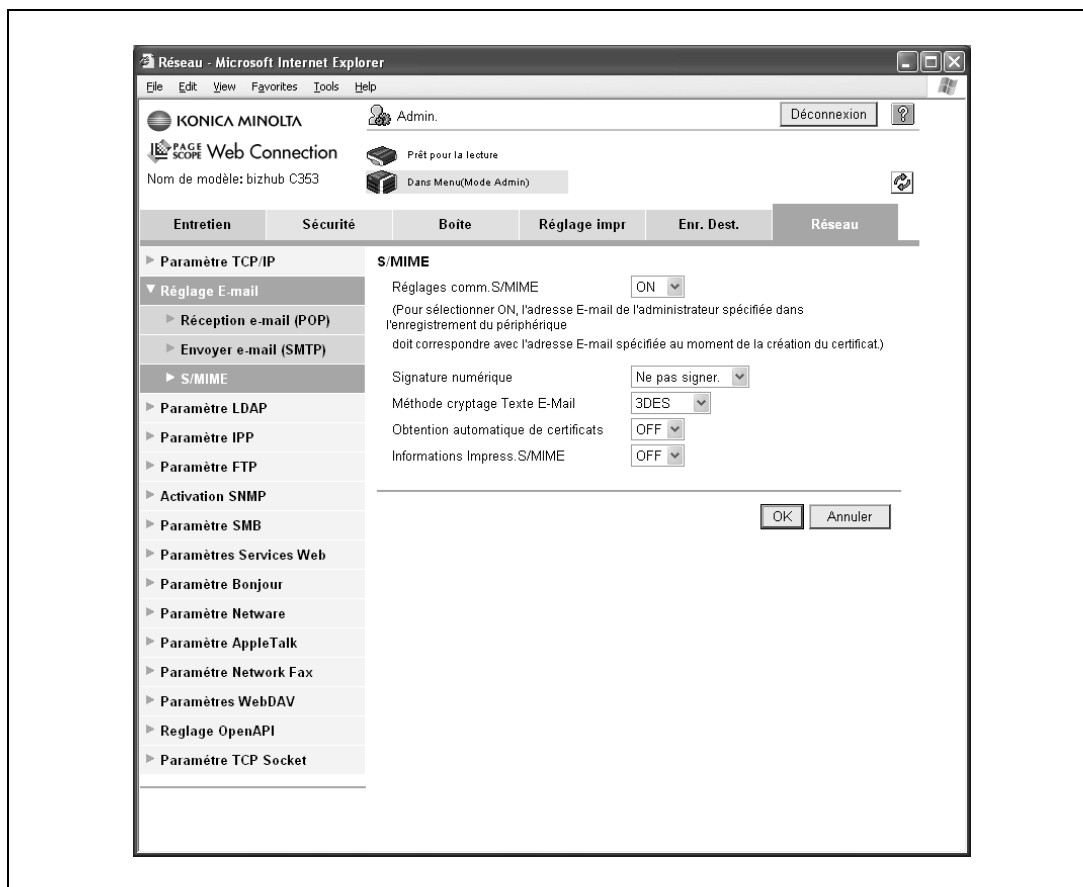 Réseau - Microsoft Internet Explorer
File Edit View Favorites Tools Help
KONICA MINOLTA
Admin.
Déconnexion
?
PAGE SCOPE Web Connection
Prêt pour la lecture
Nom de modèle: bizhub C353
Dans Menu(Mode Admin)
Entretien Sécurité Boîte Réglage impr Enr. Dest. Réseau
Paramètre TCP/IP
Réglage E-mail
Réception e-mail (POP)
Envoyer e-mail (SMTP)
S/MIME
Paramètre LDAP
Paramètre IPP
Paramètre FTP
Activation SNMP
Paramètre SMB
Paramètres Services Web
Paramètre Bonjour
Paramètre Netware
Paramètre AppleTalk
Paramétre Network Fax
Paramètres WebDAV
Reglage OpenAPI
Paramétre TCP Socket
S/MIME
Réglages comm.S/MIME ON
(Pour sélectionner ON, l'adresse E-mail de l'administrateur spécifiée dans
l'enregistrement du périphérique
doit correspondre avec l'adresse E-mail spécifiée au moment de la création du certificat.)
Signature numérique Ne pas signer.
Méthode cryptage Texte E-Mail 3DES
Obtention automatique de certificats OFF
Informations Impress.S/MIME OFF
OK Annuler